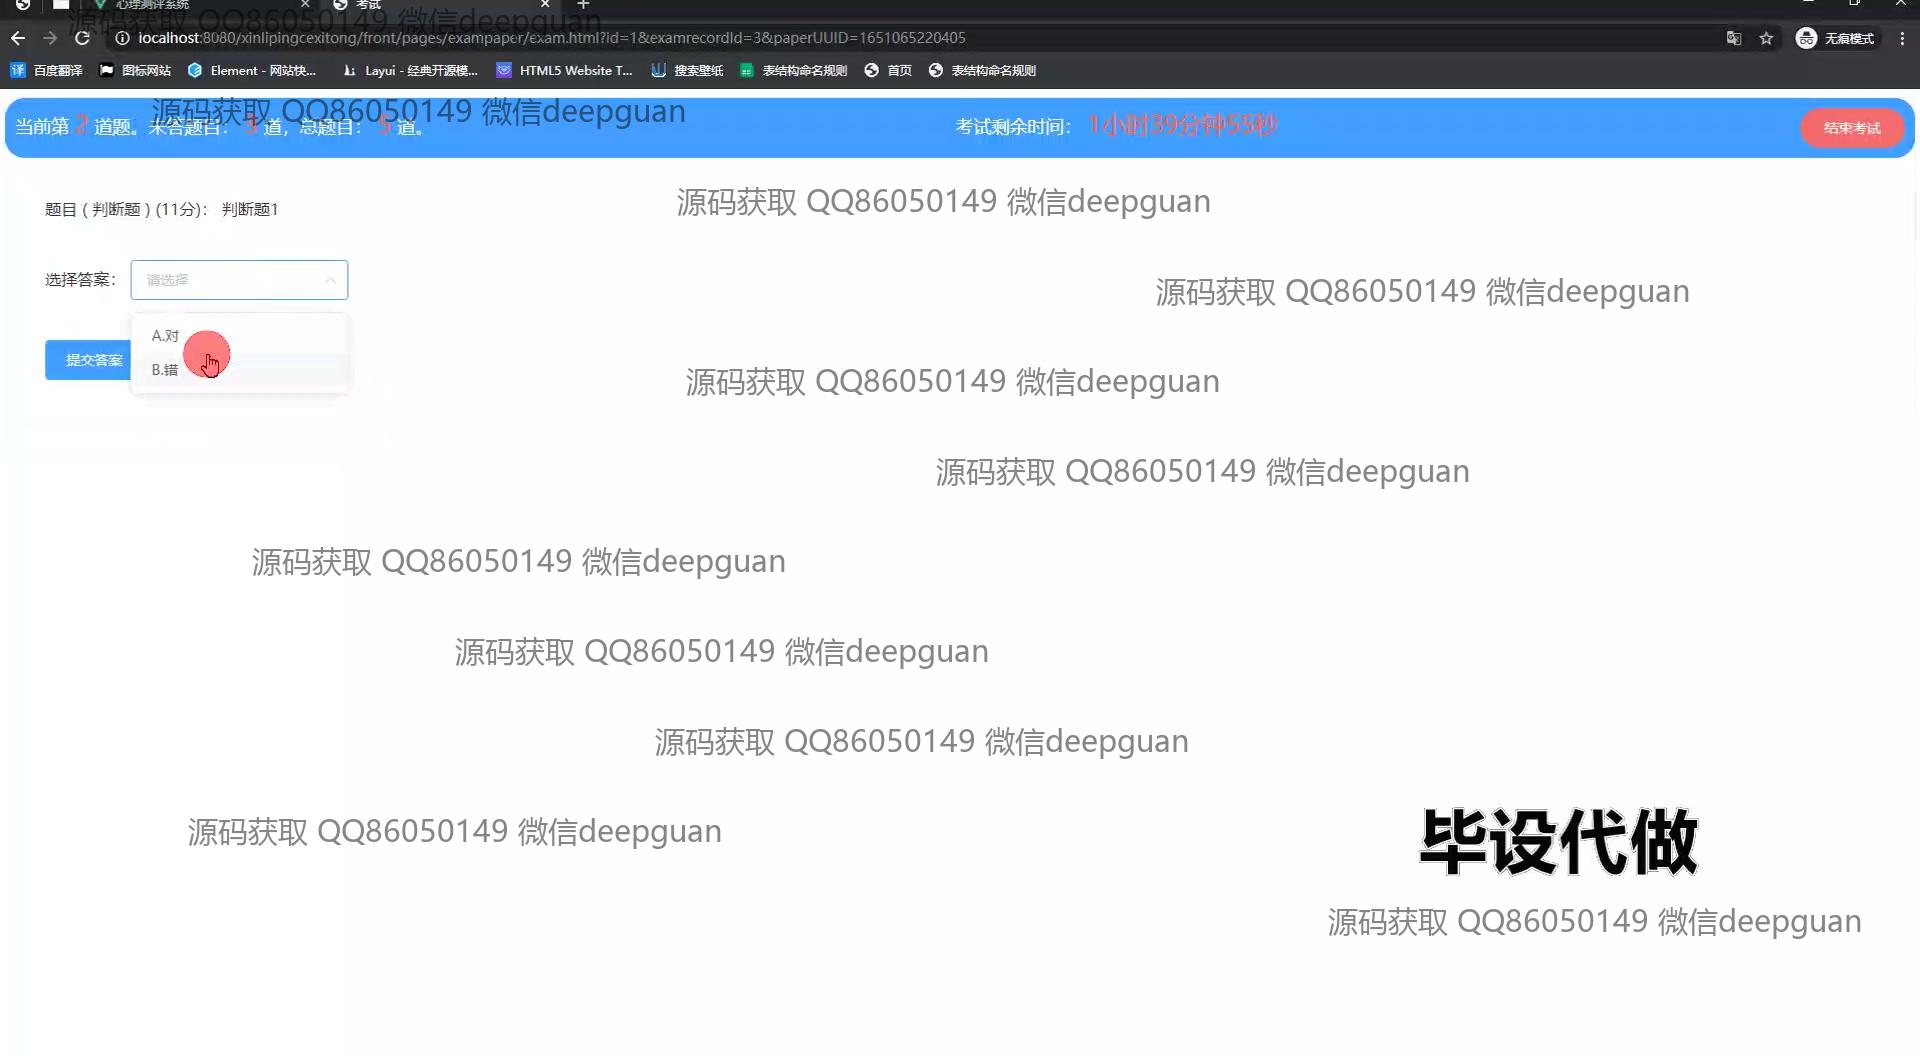 心理测评系统
考试
源码获取 QQ86050149 微信deepguan
localhost:8080/xinlipingcexitong/front/pages/exampaper/exam.html?id=1&examrecordId=3&paperUUID=1651065220405
无痕模式
百度翻译 图标网站 Element - 网站快... Layui - 经典开源模... HTML5 Website T... 搜索壁纸 表结构命名规则 首页 表结构命名规则
源码获取 QQ86050149 微信deepguan
当前第 2 道题。未答题目: 3 道，总题目: 5 道。
考试剩余时间: 1小时39分钟55秒
结束考试
源码获取 QQ86050149 微信deepguan
题目 ( 判断题 ) (11分): 判断题1
选择答案: 请选择
源码获取 QQ86050149 微信deepguan
A.对
提交答案
B.错
源码获取 QQ86050149 微信deepguan
源码获取 QQ86050149 微信deepguan
源码获取 QQ86050149 微信deepguan
源码获取 QQ86050149 微信deepguan
源码获取 QQ86050149 微信deepguan
源码获取 QQ86050149 微信deepguan
毕设代做
源码获取 QQ86050149 微信deepguan